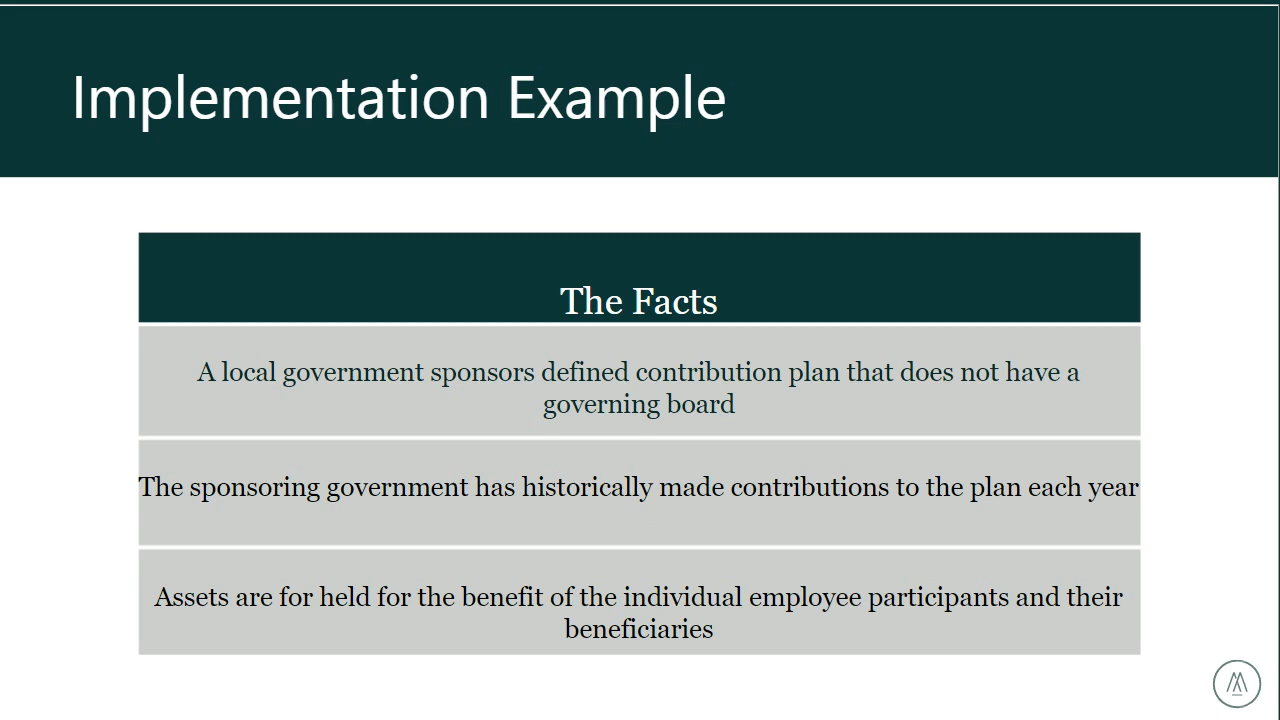 Implementation Example
The Facts
A local government sponsors defined contribution plan that does not have a
governing board
The sponsoring government has historically made contributions to the plan each year
Assets are for held for the benefit of the individual employee participants and their
beneficiaries